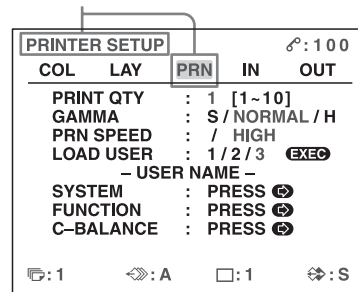 PRINTER SETUP :100
COL LAY PRN IN OUT
PRINT QTY : 1 [1~10]
GAMMA : S/NORMAL/H
PRN SPEED : / HIGH
LOAD USER : 1/2/3 EXEC
– USER NAME –
SYSTEM : PRESS
FUNCTION : PRESS
C–BALANCE : PRESS
:1 :A :1 :S